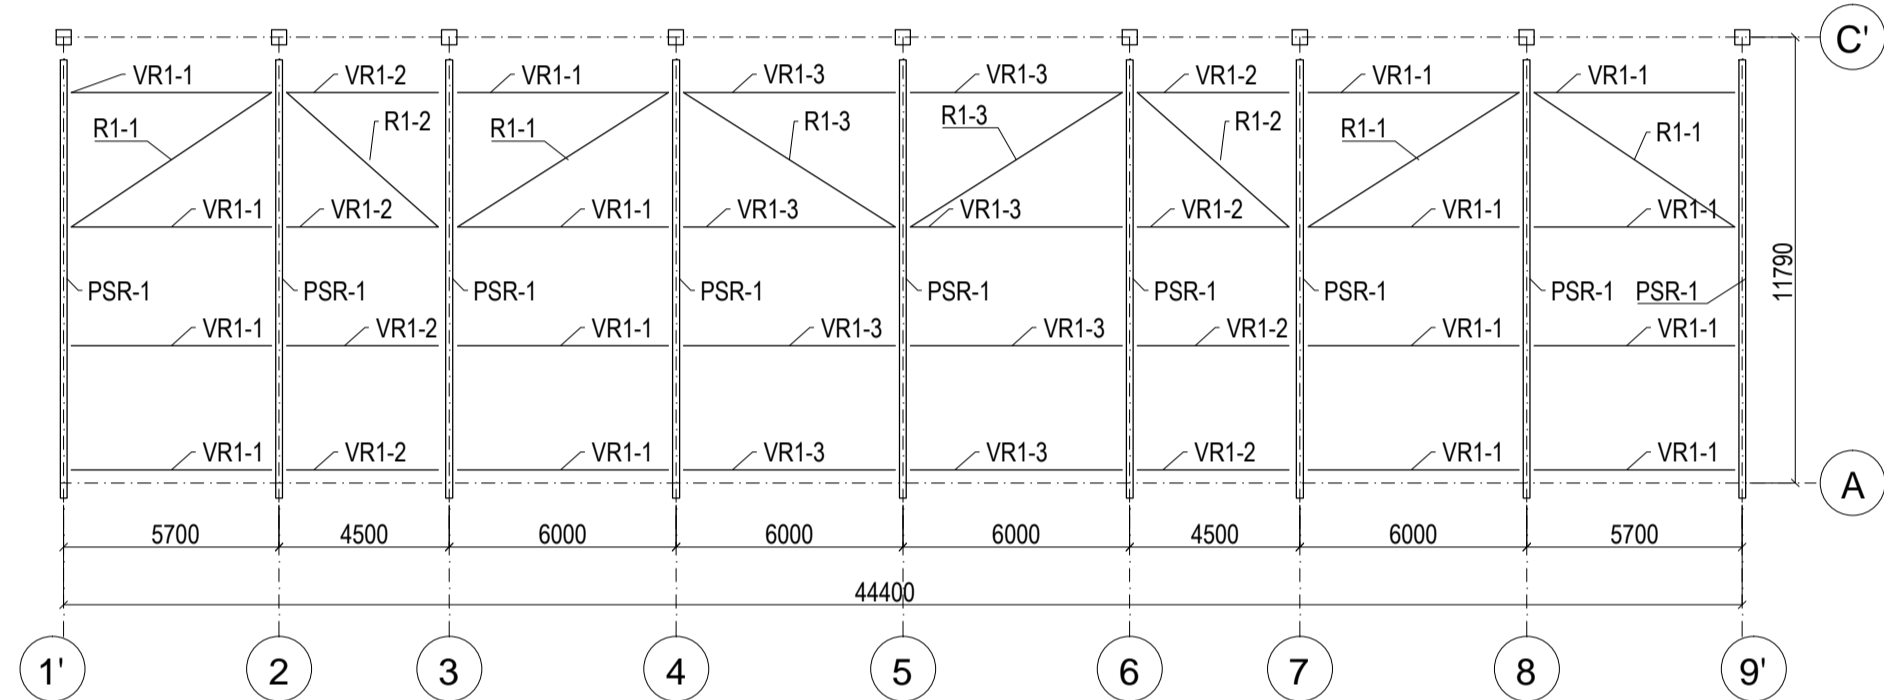 C'
VR1-1 VR1-2 VR1-1 VR1-3 VR1-3 VR1-2 VR1-1 VR1-1
R1-1 R1-2 R1-1 R1-3 R1-3 R1-2 R1-1 R1-1
VR1-1 VR1-2 VR1-1 VR1-3 VR1-3 VR1-2 VR1-1 VR1-1
11790
PSR-1 PSR-1 PSR-1 PSR-1 PSR-1 PSR-1 PSR-1 PSR-1 PSR-1
VR1-1 VR1-2 VR1-1 VR1-3 VR1-3 VR1-2 VR1-1 VR1-1
VR1-1 VR1-2 VR1-1 VR1-3 VR1-3 VR1-2 VR1-1 VR1-1
A
5700 4500 6000 6000 6000 4500 6000 5700
44400
1' 2 3 4 5 6 7 8 9'